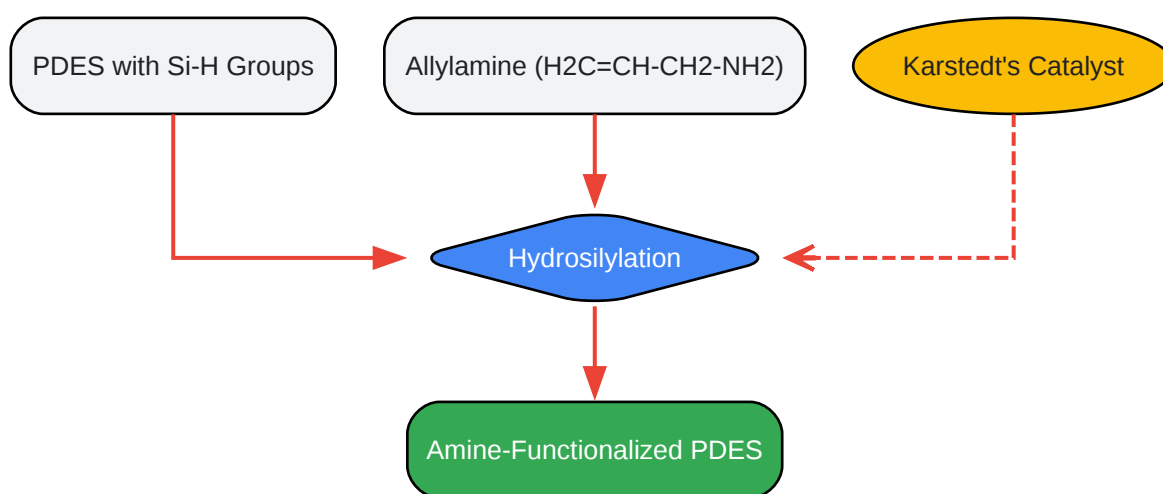 PDES with Si-H Groups
Allylamine (H2C=CH-CH2-NH2)
Karstedt's Catalyst
Hydrosilylation
Amine-Functionalized PDES